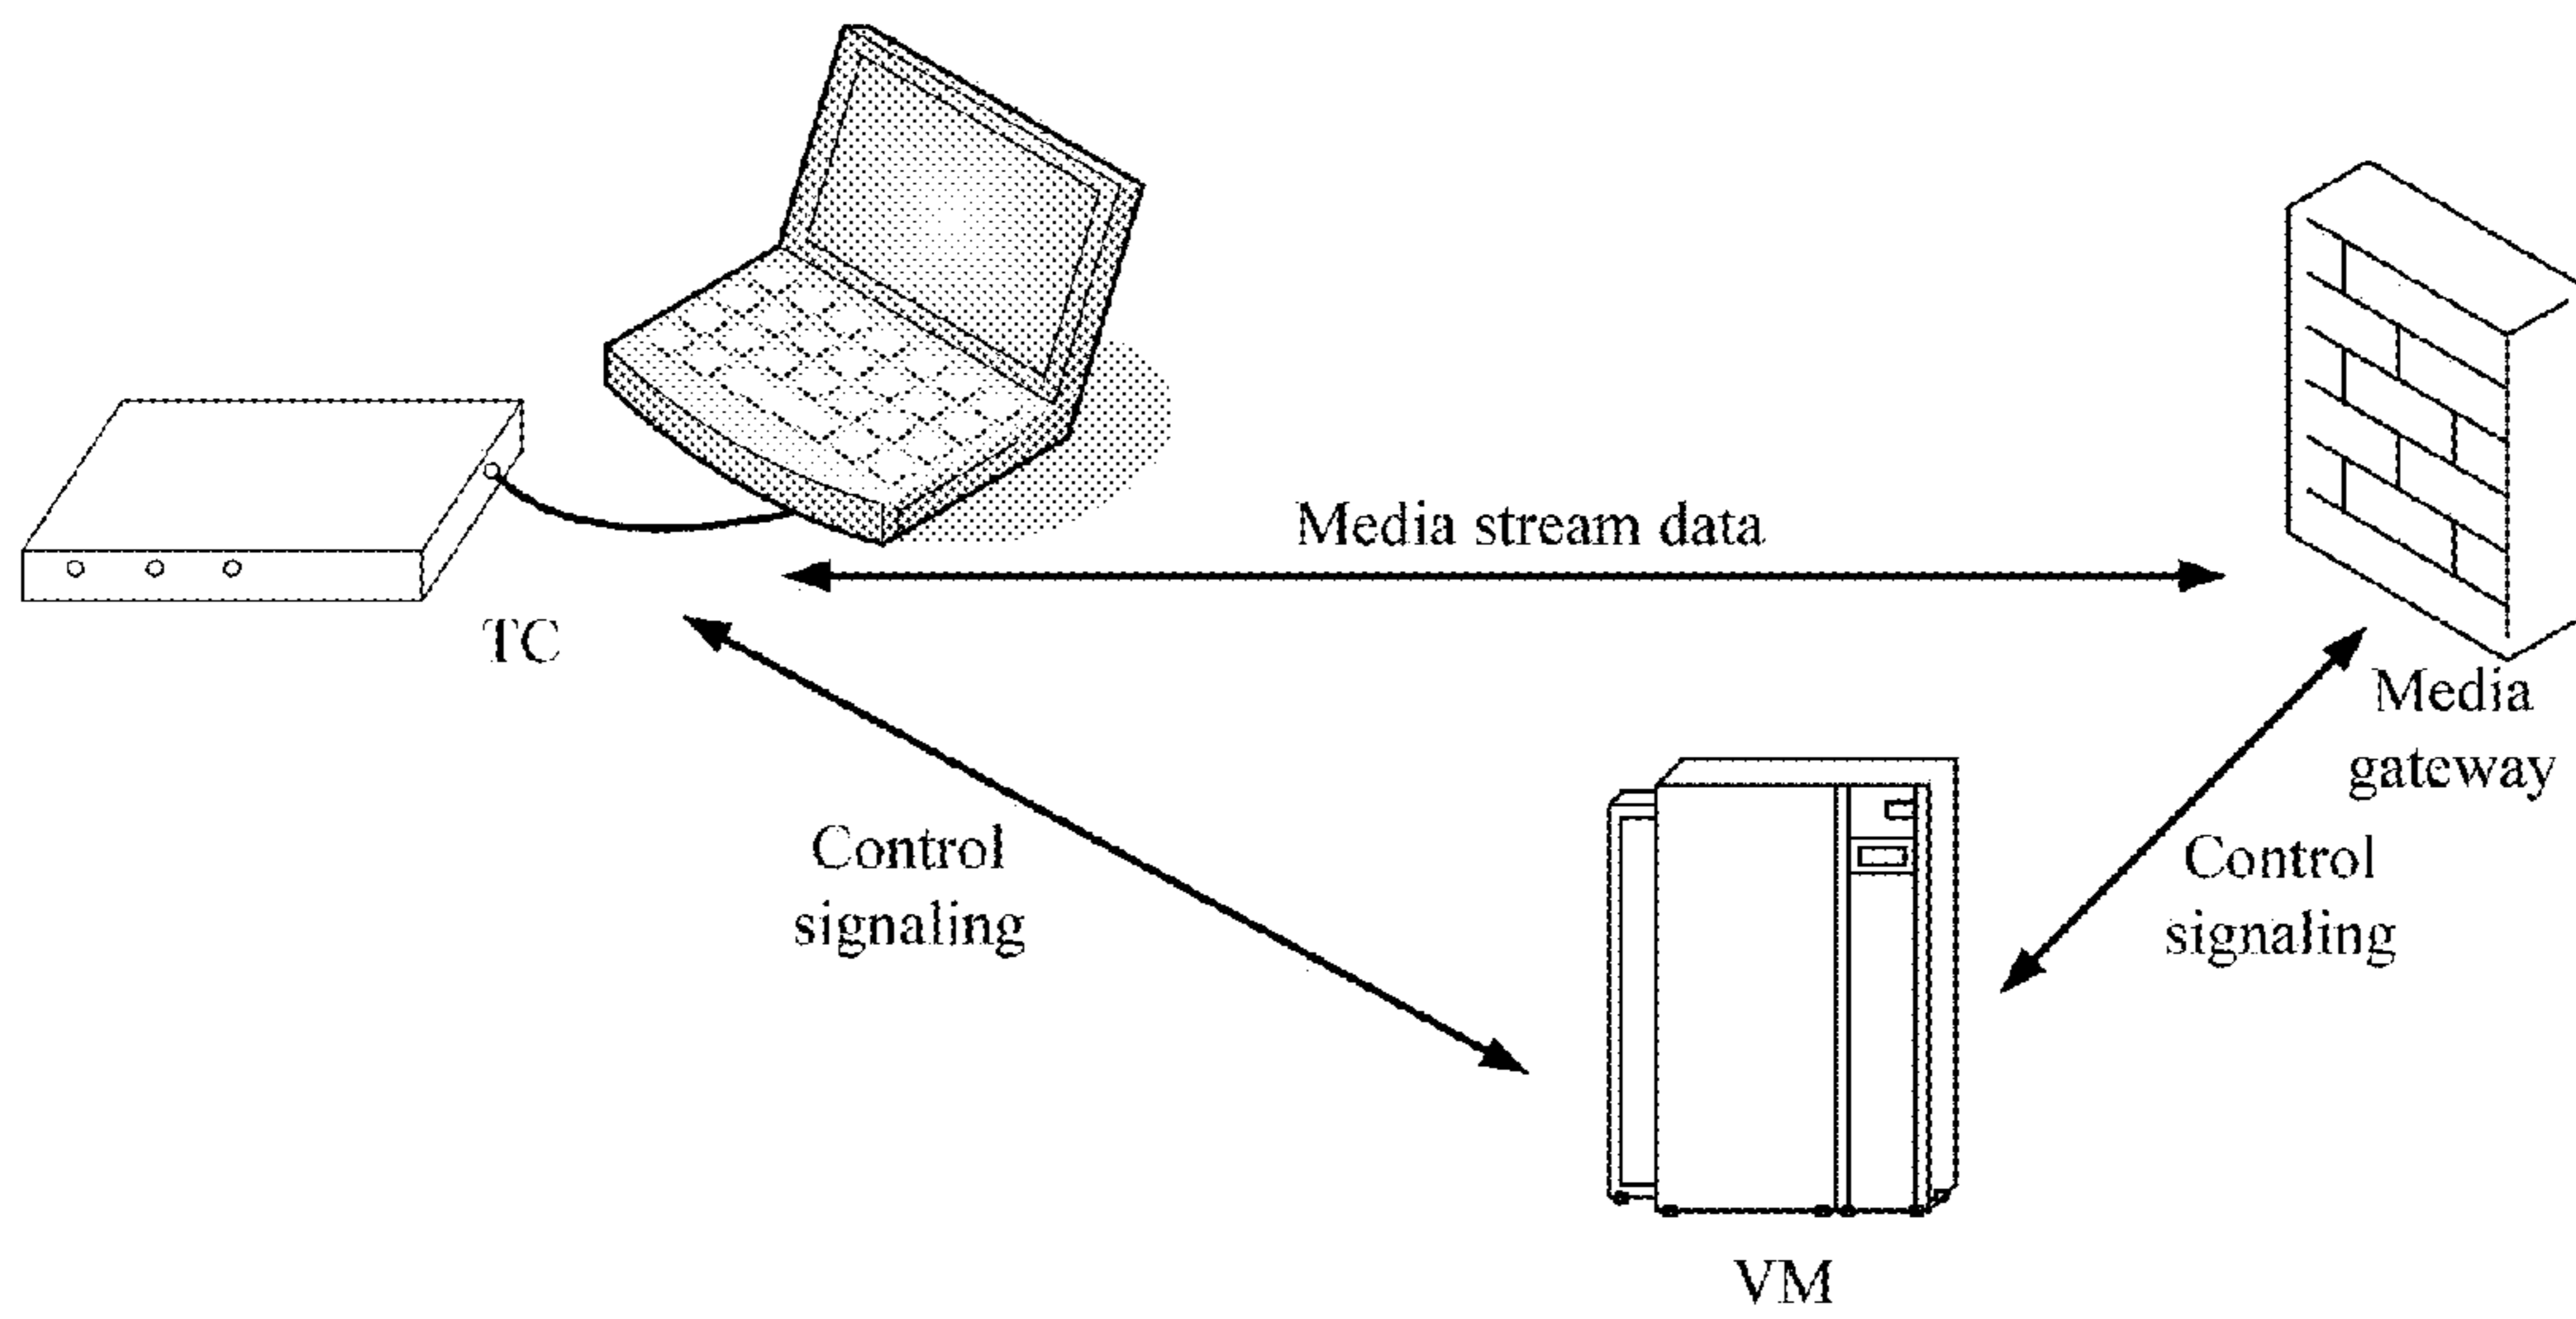 Media stream data
TC
Media
gateway
Control
signaling
Control
signaling
VM